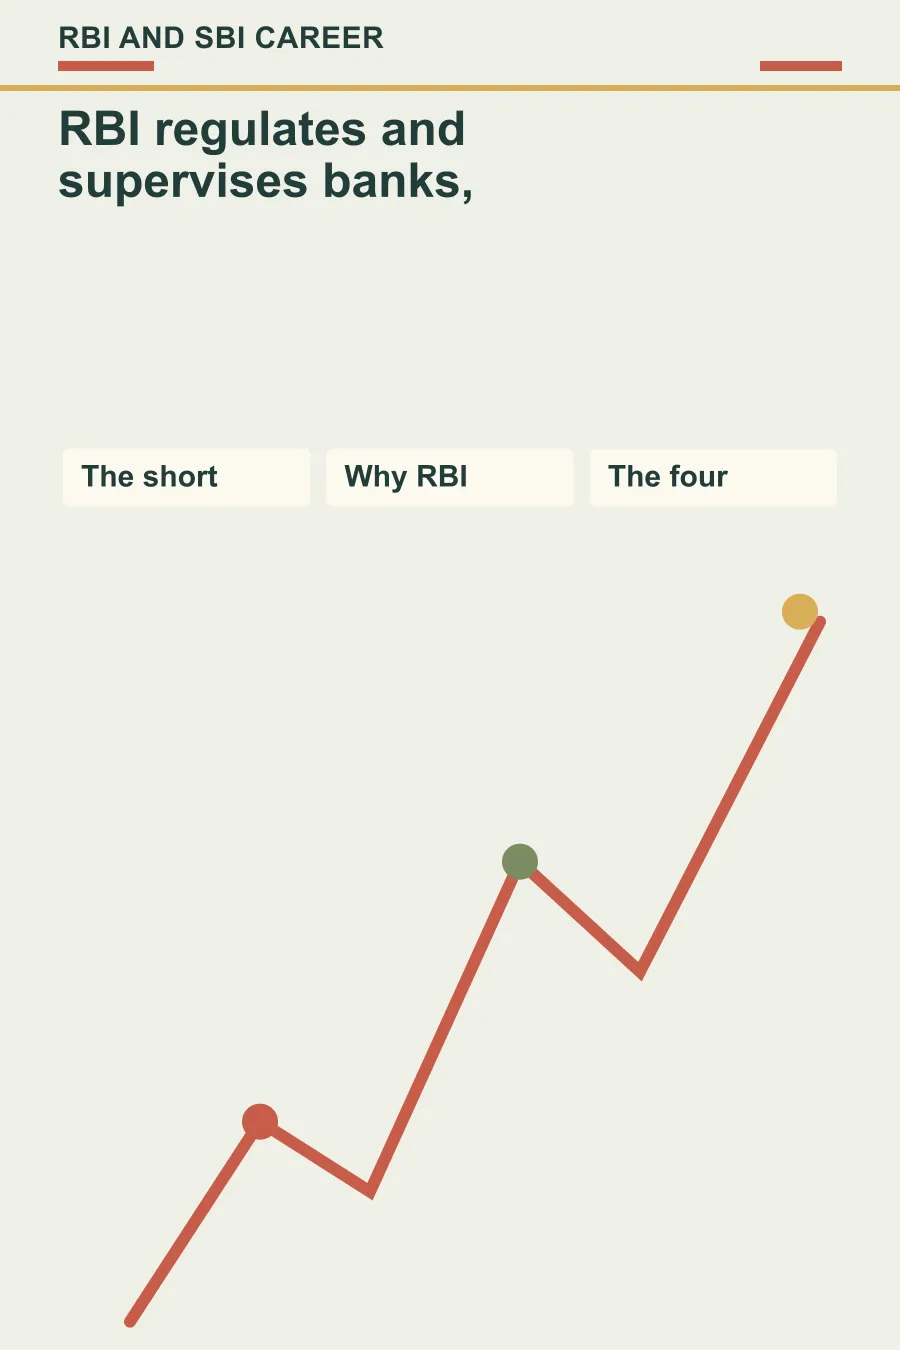 RBI AND SBI CAREER
RBI regulates and
supervises banks,
The short
Why RBI
The four